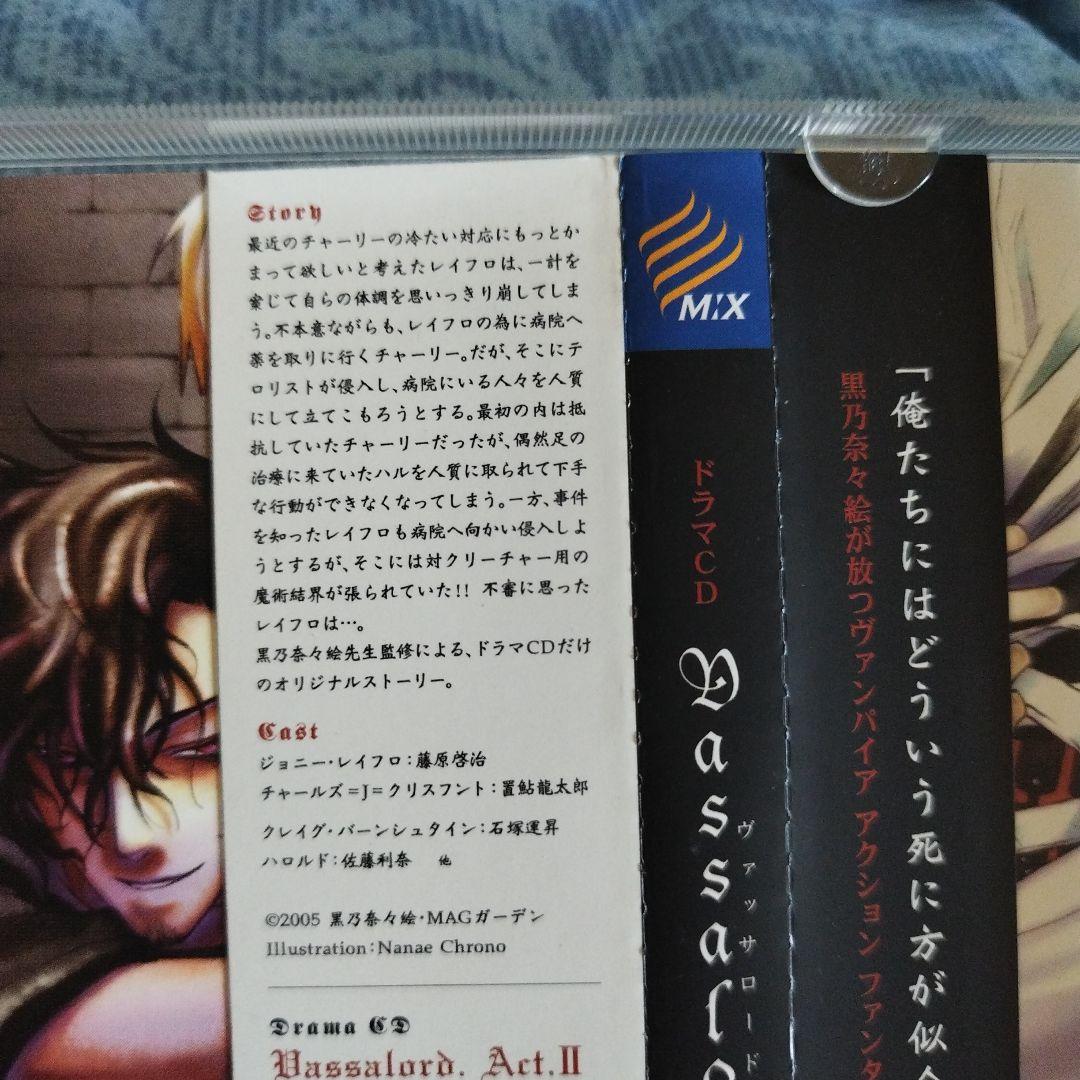 Story
最近のチャーリーの冷たい対応にもっとか
まって欲しいと考えたレイフロは、一計を
案じて自らの体調を思いっきり崩してしま
う。不本意ながらも、レイフロの為に病院へ
薬を取りに行くチャーリー。だが、そこにテ
ロリストが侵入し、病院にいる人々を人質
にして立てこもろうとする。最初の内は抵
抗していたチャーリーだったが、偶然足の
治療に来ていたハルを人質に取られて下手
な行動ができなくなってしまう。一方、事件
を知ったレイフロも病院へ向かい侵入しよ
うとするが、そこには対クリーチャー用の
魔術結界が張られていた!! 不審に思った
レイフロは…。
黒乃奈々絵先生監修による、ドラマCDだけ
のオリジナルストーリー。
Cast
ジョニー・レイフロ：藤原啓治
チャールズ＝J＝クリスフント：置鮎龍太郎
クレイグ・バーンシュタイン：石塚運昇
ハロルド：佐藤利奈　他
©2005 黒乃奈々絵・MAGガーデン
Illustration：Nanae Chrono
Drama CD
Vassalord. Act.II
M!X
ドラマCD
Vassalo
ヴァッサロード
「俺たちにはどういう死に方が似合
黒乃奈々絵が放つヴァンパイア アクション ファンタ